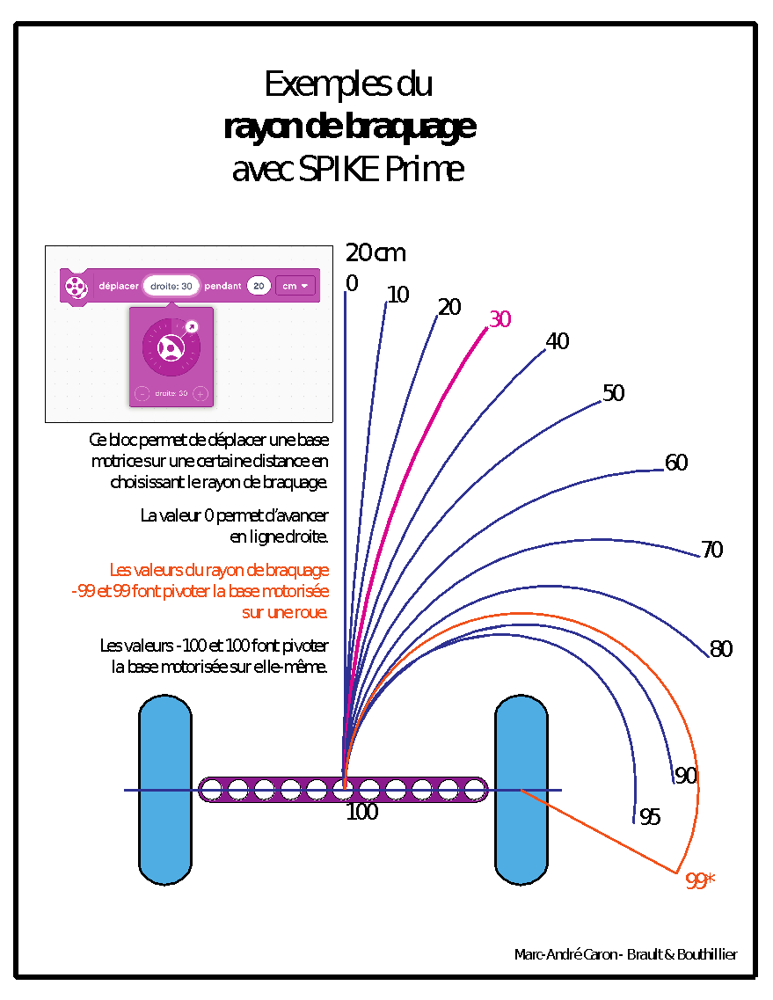 Exemples du
rayon de braquage
avec SPIKE Prime
déplacer droite: 30 pendant 20 cm
- droite: 30 +
Ce bloc permet de déplacer une base
motrice sur une certaine distance en
choisissant le rayon de braquage.
La valeur 0 permet d'avancer
en ligne droite.
Les valeurs du rayon de braquage
-99 et 99 font pivoter la base motorisée
sur une roue.
Les valeurs -100 et 100 font pivoter
la base motorisée sur elle-même.
20 cm
0
10
20
30
40
50
60
70
80
90
95
99*
100
Marc-André Caron - Brault & Bouthillier